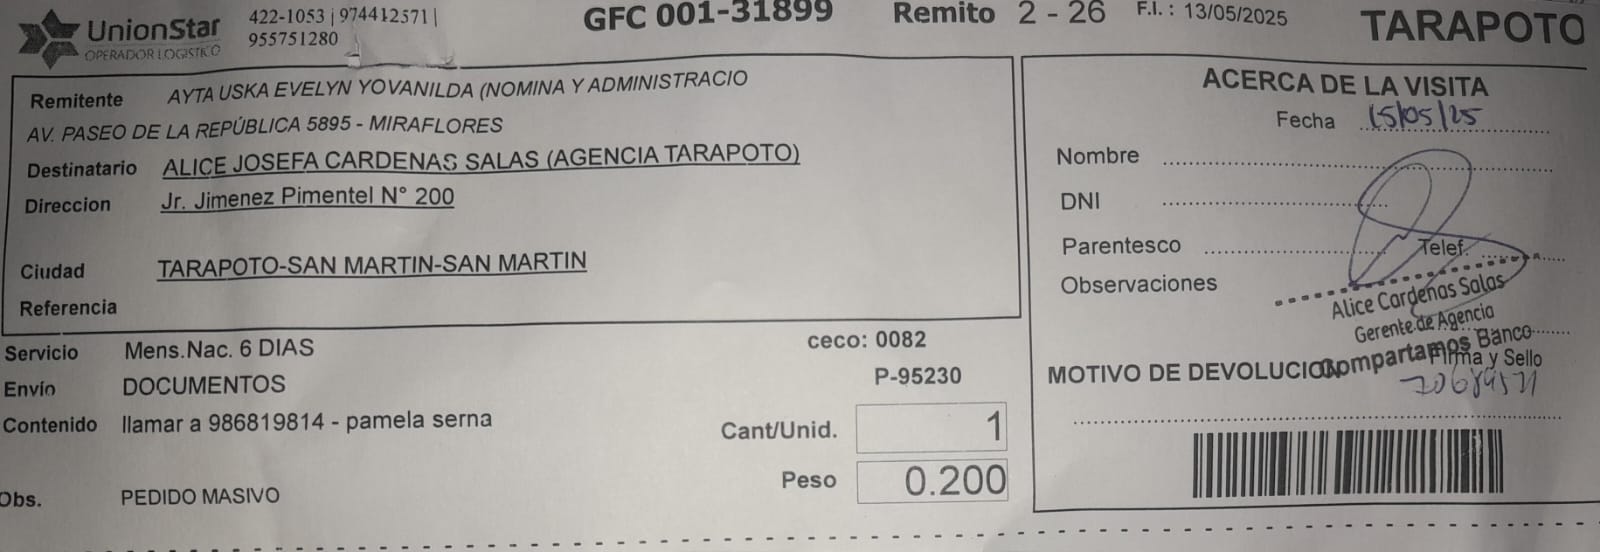 UnionStar
OPERADOR LOGISTICO
422-1053 | 974412571 |
955751280
GFC 001-31899
Remito 2 - 26
F.I. : 13/05/2025
TARAPOTO
Remitente AYTA USKA EVELYN YOVANILDA (NOMINA Y ADMINISTRACIO
AV. PASEO DE LA REPÚBLICA 5895 - MIRAFLORES
Destinatario ALICE JOSEFA CARDENAS SALAS (AGENCIA TARAPOTO)
Direccion Jr. Jimenez Pimentel N° 200
Ciudad TARAPOTO-SAN MARTIN-SAN MARTIN
Referencia
Servicio Mens.Nac. 6 DIAS
ceco: 0082
Envío DOCUMENTOS
P-95230
Contenido llamar a 986819814 - pamela serna
Cant/Unid. 1
Peso 0.200
Obs. PEDIDO MASIVO
ACERCA DE LA VISITA
Fecha 15/05/25
Nombre
DNI
Parentesco Telef.
Observaciones
Alice Cardenas Salas
Gerente de Agencia
Compartamos Banco
Firma y Sello
MOTIVO DE DEVOLUCION